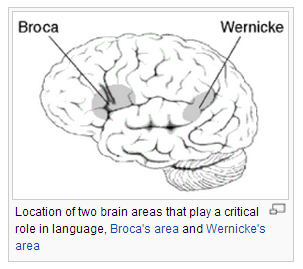 Broca Wernicke
Location of two brain areas that play a critical
role in language, Broca's area and Wernicke's
area